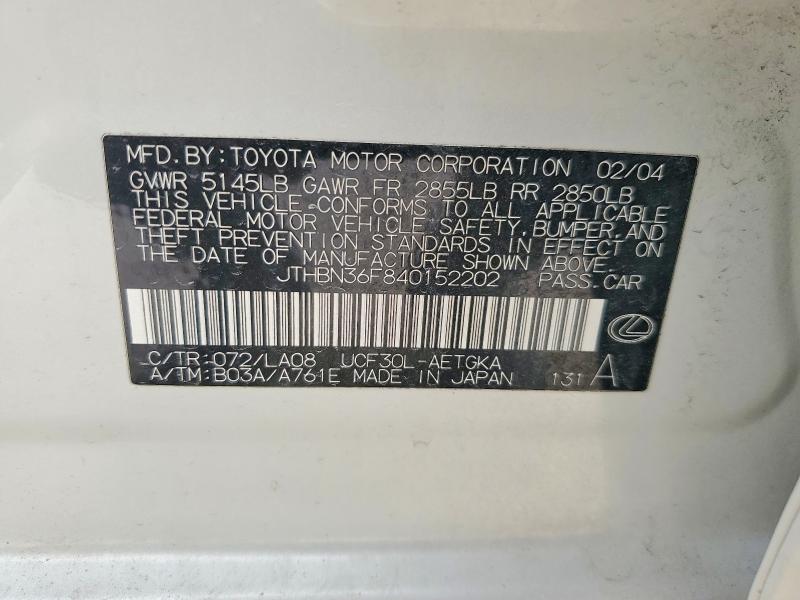 MFD. BY: TOYOTA MOTOR CORPORATION 02/04
GVWR 5145LB GAWR FR 2855LB RR 2850LB
THIS VEHICLE CONFORMS TO ALL APPLICABLE
FEDERAL MOTOR VEHICLE SAFETY, BUMPER, AND
THEFT PREVENTION STANDARDS IN EFFECT ON
THE DATE OF MANUFACTURE SHOWN ABOVE.
JTHBN36F840152202 PASS. CAR
C/TR: 072/LA08 UCF30L-AETGKA
A/TM: B03A/A761E MADE IN JAPAN 131 A